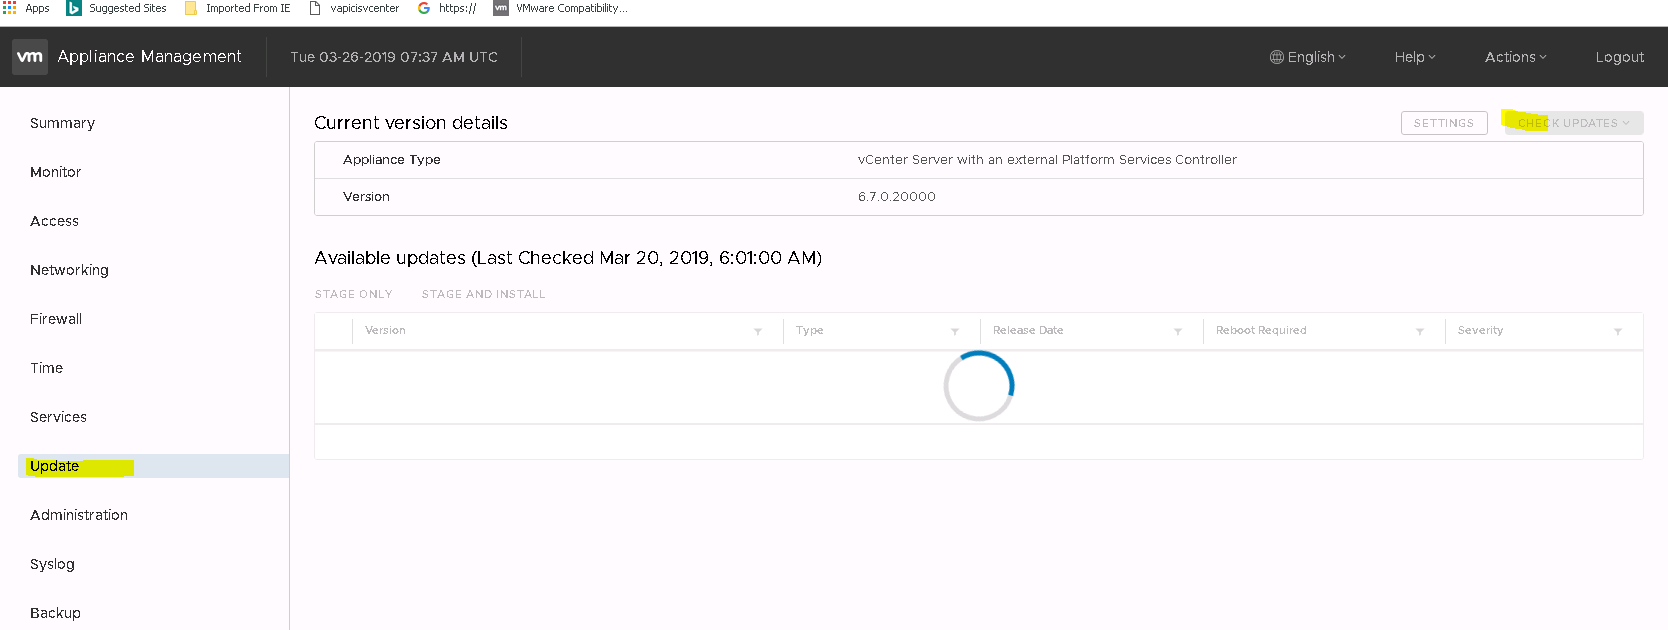 Apps Suggested Sites Imported From IE vapicisvcenter https:// VMware Compatibility...
vm Appliance Management Tue 03-26-2019 07:37 AM UTC English Help Actions Logout
Summary
Monitor
Access
Networking
Firewall
Time
Services
Update
Administration
Syslog
Backup
Current version details SETTINGS CHECK UPDATES
Appliance Type vCenter Server with an external Platform Services Controller
Version 6.7.0.20000
Available updates (Last Checked Mar 20, 2019, 6:01:00 AM)
STAGE ONLY STAGE AND INSTALL
Version Type Release Date Reboot Required Severity